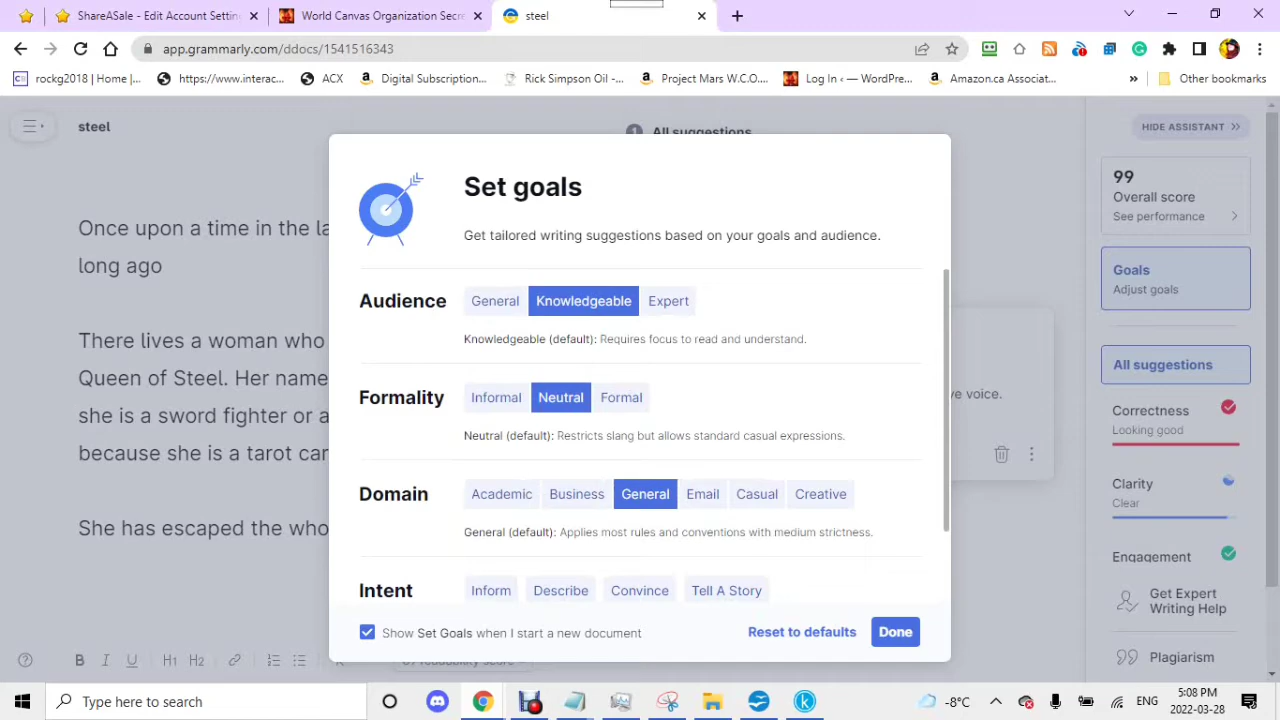 ShareASale - Edit Account Settin
World Canvas Organization Secre
steel
app.grammarly.com/ddocs/1541516343
rockg2018 | Home |...
https://www.interac...
ACX
Digital Subscription...
Rick Simpson Oil -...
Project Mars W.C.O....
Log In ‹ — WordPre...
Amazon.ca Associat...
»
Other bookmarks
steel
1 All suggestions
HIDE ASSISTANT
Once upon a time in the la
long ago
There lives a woman who
Queen of Steel. Her name
she is a sword fighter or a
because she is a tarot car
She has escaped the who
Set goals
Get tailored writing suggestions based on your goals and audience.
Audience
General Knowledgeable Expert
Knowledgeable (default): Requires focus to read and understand.
Formality
Informal Neutral Formal
Neutral (default): Restricts slang but allows standard casual expressions.
Domain
Academic Business General Email Casual Creative
General (default): Applies most rules and conventions with medium strictness.
Intent
Inform Describe Convince Tell A Story
Show Set Goals when I start a new document
Reset to defaults
Done
ve voice.
99
Overall score
See performance
Goals
Adjust goals
All suggestions
Correctness
Looking good
Clarity
Clear
Engagement
Get Expert
Writing Help
Plagiarism
B I U H1 H2
Type here to search
-8°C
ENG
5:08 PM
2022-03-28